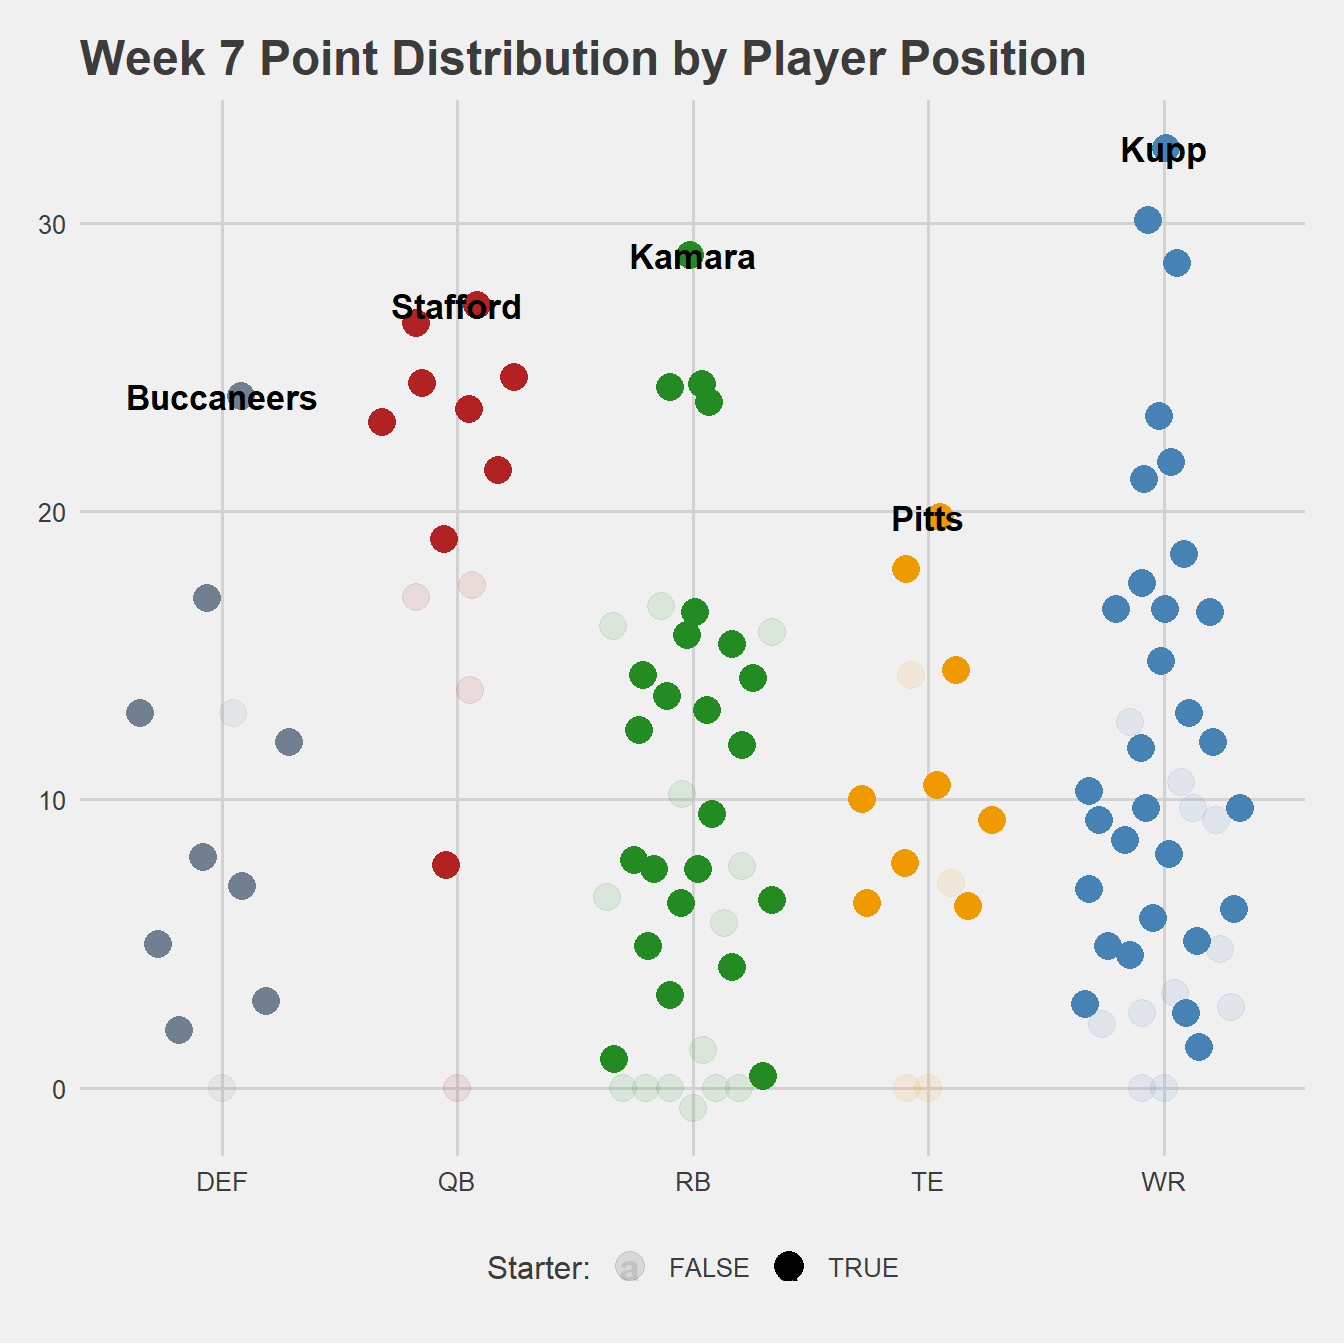 Week 7 Point Distribution by Player Position
Kupp
30
Kamara
Stafford
Buccaneers
20
Pitts
10
0
DEF QB RB TE WR
Starter: a FALSE TRUE